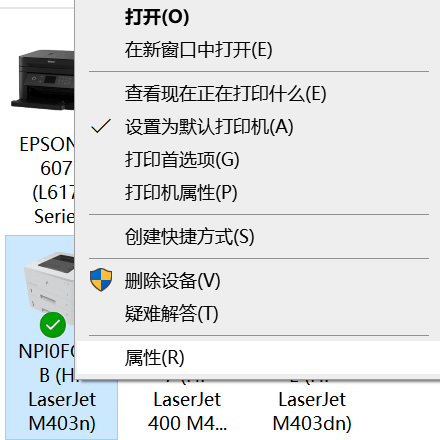 打开(O)
在新窗口中打开(E)
查看现在正在打印什么(E)
设置为默认打印机(A)
打印首选项(G)
打印机属性(P)
创建快捷方式(S)
删除设备(V)
疑难解答(T)
属性(R)
EPSON
607
(L617
Serie
NPI0F
B (H
LaserJet
M403n)
(H
LaserJet
400 M4...
(H
LaserJet
M403dn)